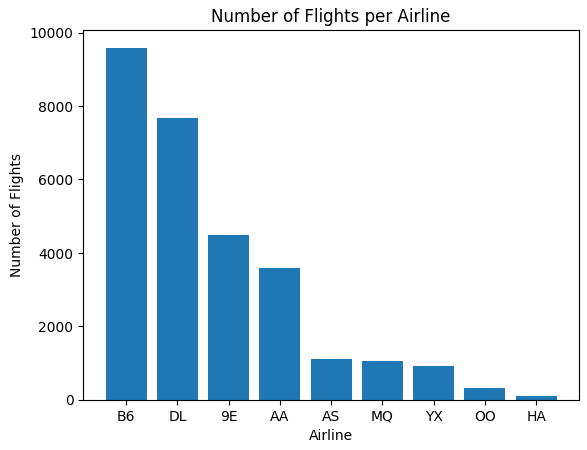 Number of Flights per Airline
Number of Flights
10000
8000
6000
4000
2000
0
B6 DL 9E AA AS MQ YX OO HA
Airline